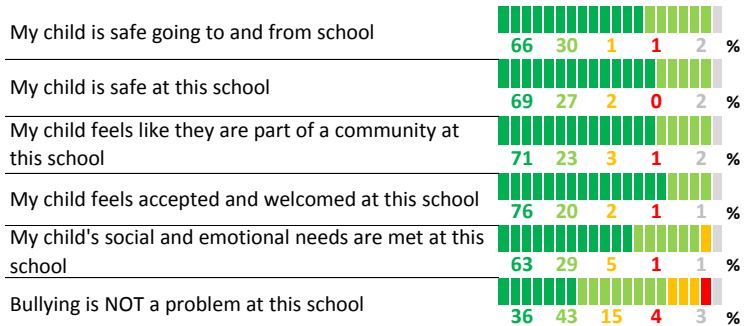 My child is safe going to and from school
66 30 1 1 2 %
My child is safe at this school
69 27 2 0 2 %
My child feels like they are part of a community at
this school
71 23 3 1 2 %
My child feels accepted and welcomed at this school
76 20 2 1 1 %
My child's social and emotional needs are met at this
school
63 29 5 1 1 %
Bullying is NOT a problem at this school
36 43 15 4 3 %